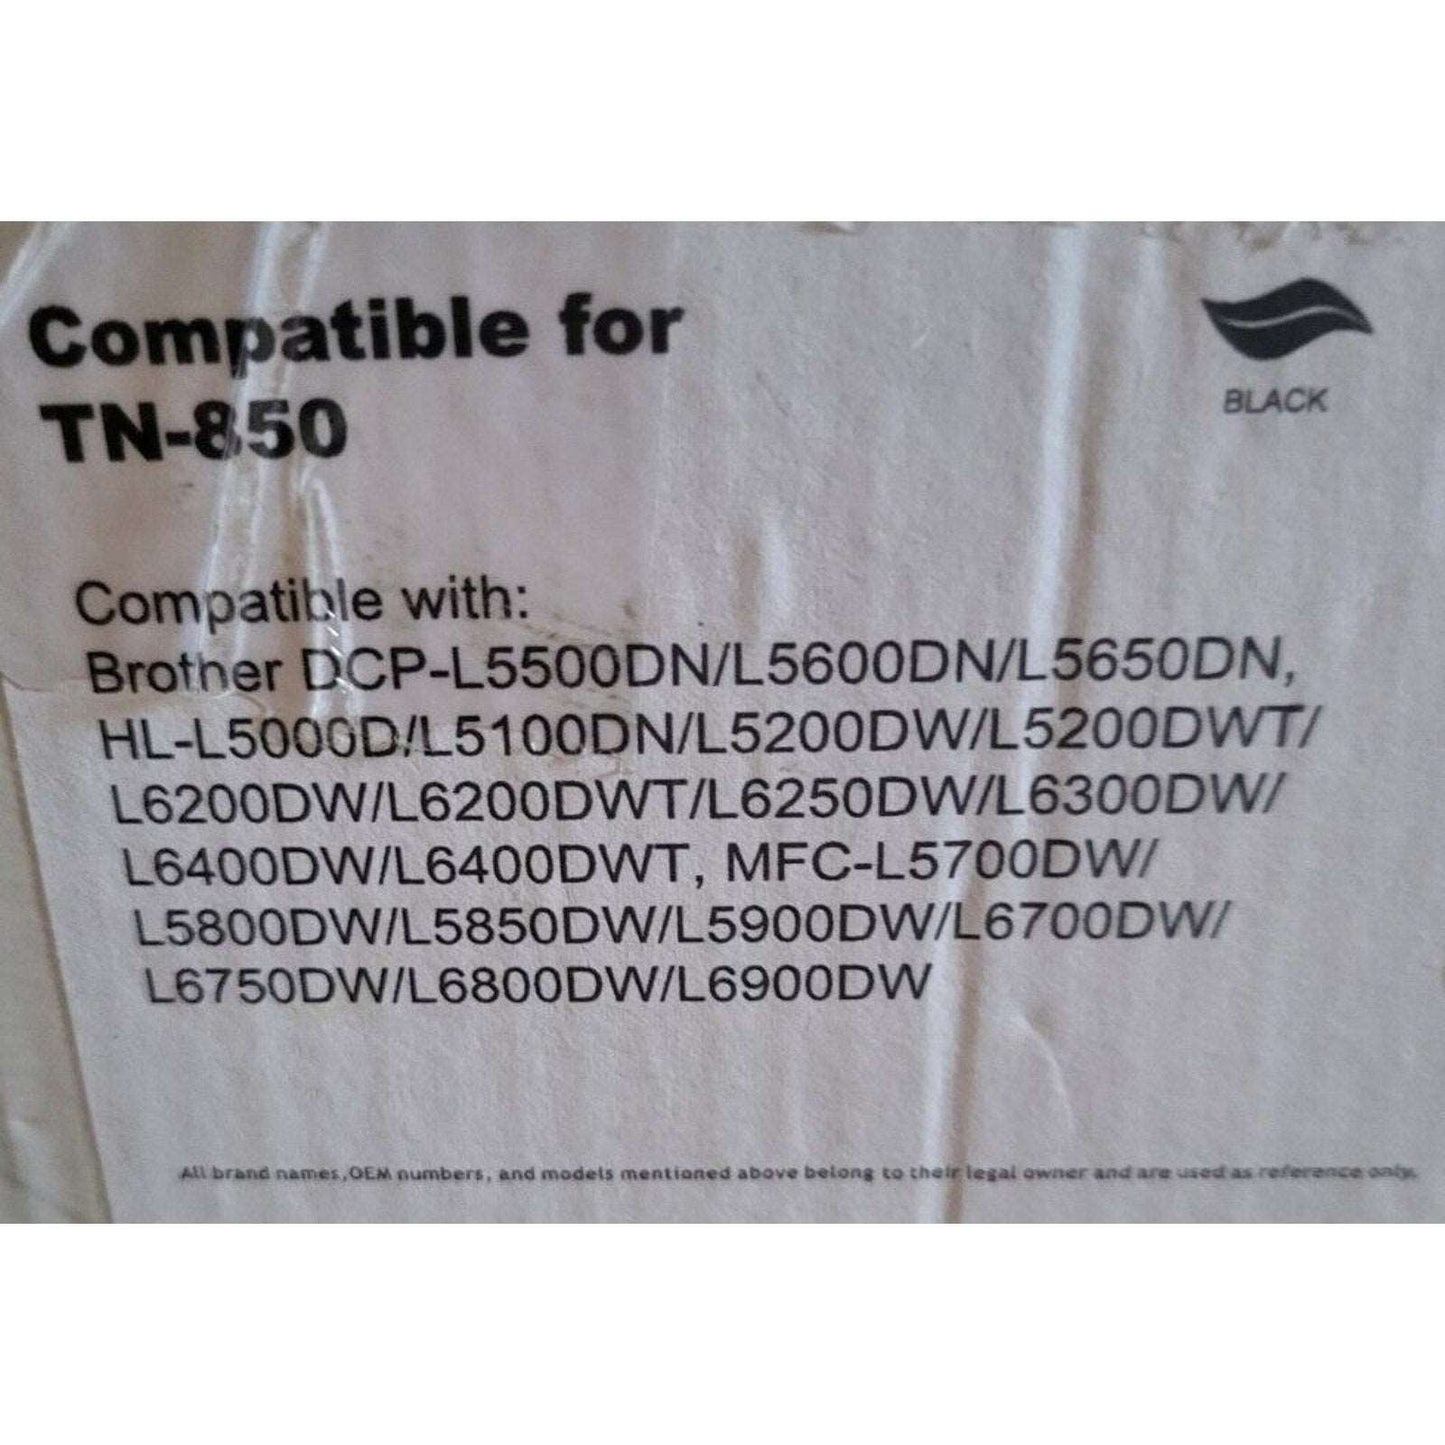 Compatible for
TN-850
BLACK
Compatible with:
Brother DCP-L5500DN/L5600DN/L5650DN,
HL-L5000D/L5100DN/L5200DW/L5200DWT/
L6200DW/L6200DWT/L6250DW/L6300DW/
L6400DW/L6400DWT, MFC-L5700DW/
L5800DW/L5850DW/L5900DW/L6700DW/
L6750DW/L6800DW/L6900DW
All brand names,OEM numbers, and models mentioned above belong to their legal owner and are used as reference only.